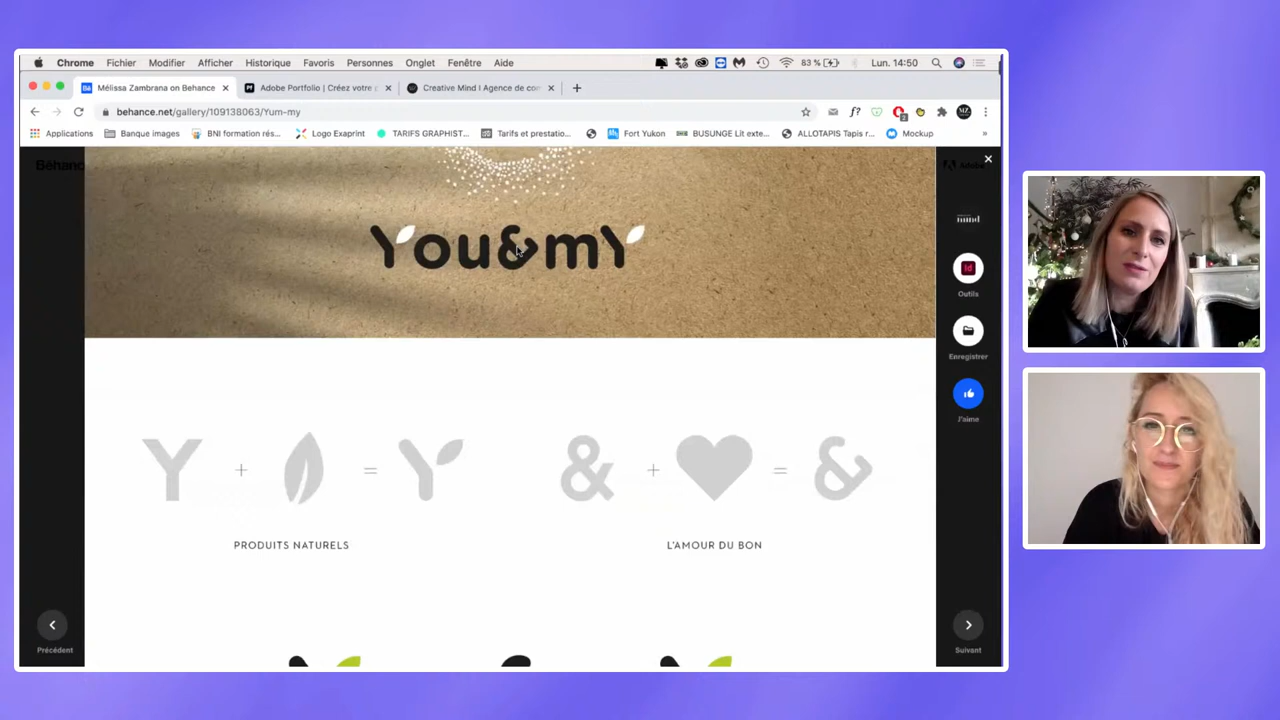 Chrome Fichier Modifier Afficher Historique Favoris Personnes Onglet Fenêtre Aide 83 % Lun. 14:50
Mélissa Zambrana on Behance
Adobe Portfolio | Créez votre
Creative Mind I Agence de co
behance.net/gallery/109138063/Yum-my
f?
2
Applications Banque images BNI formation rés... Logo Exaprint TARIFS GRAPHIST... Tarifs et prestatio... Fort Yukon BUSUNGE Lit exte... ALLOTAPIS Tapis r... Mockup »
You&mY
mind
Id
Outils
Enregistrer
J'aime
Y + = Y & + = &
PRODUITS NATURELS
L'AMOUR DU BON
Précédent
Suivant